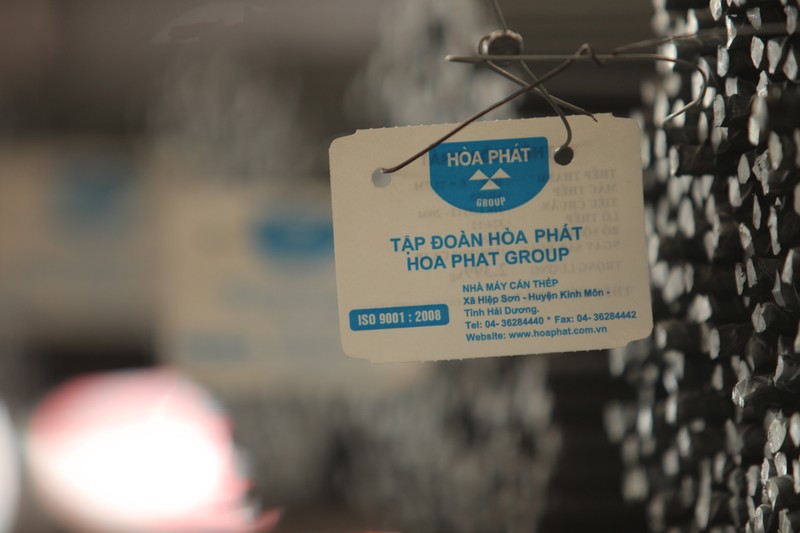 HÒA PHÁT
GROUP
TẬP ĐOÀN HÒA PHÁT
HOA PHAT GROUP
NHÀ MÁY CÁN THÉP
Xã Hiệp Sơn - Huyện Kinh Môn -
Tỉnh Hải Dương.
ISO 9001 : 2008
Tel: 04- 36284440 * Fax: 04- 36284442
Website: www.hoaphat.com.vn